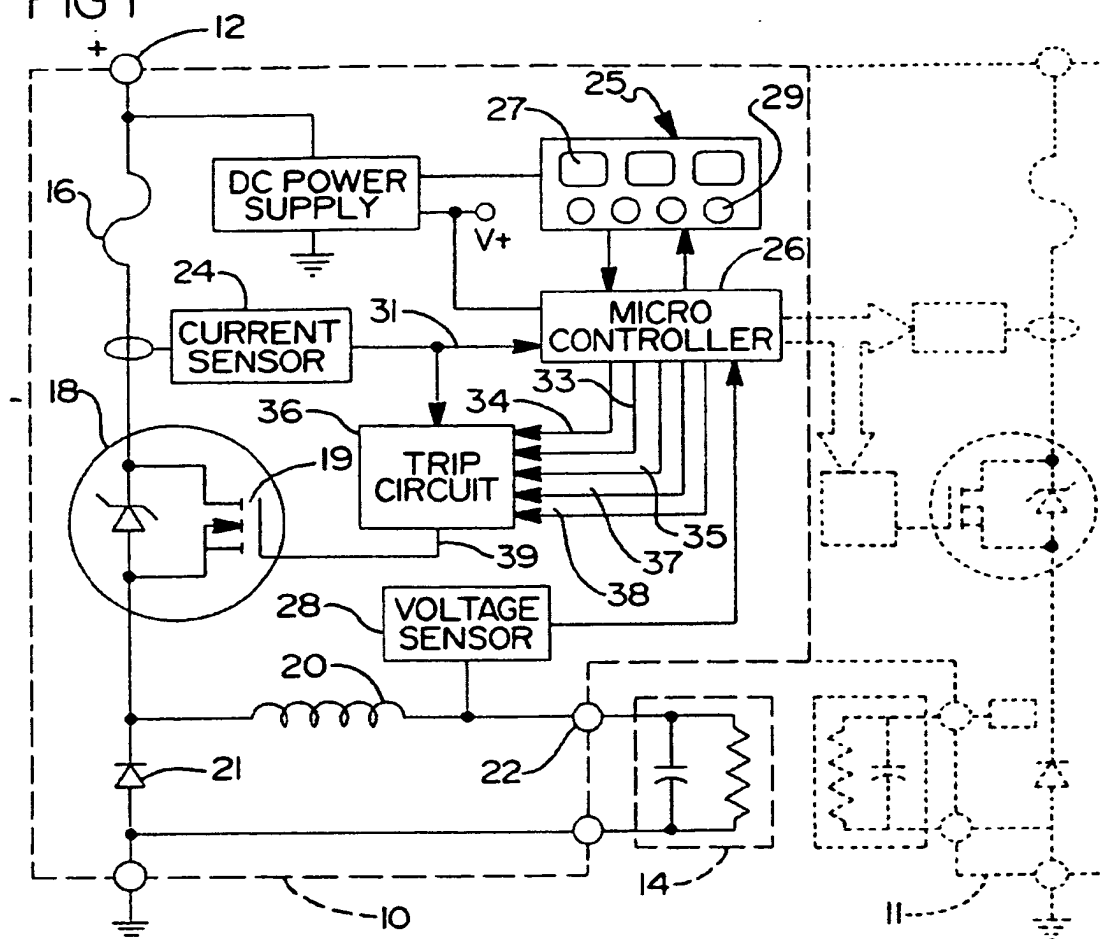 FIG 1
12
+
25
27
29
DC POWER
SUPPLY
V+
16
26
24
31
MICRO
CONTROLLER
CURRENT
SENSOR
33
34
18
36
19
TRIP
CIRCUIT
35
39
37
38
28
VOLTAGE
SENSOR
20
21
22
14
10
11